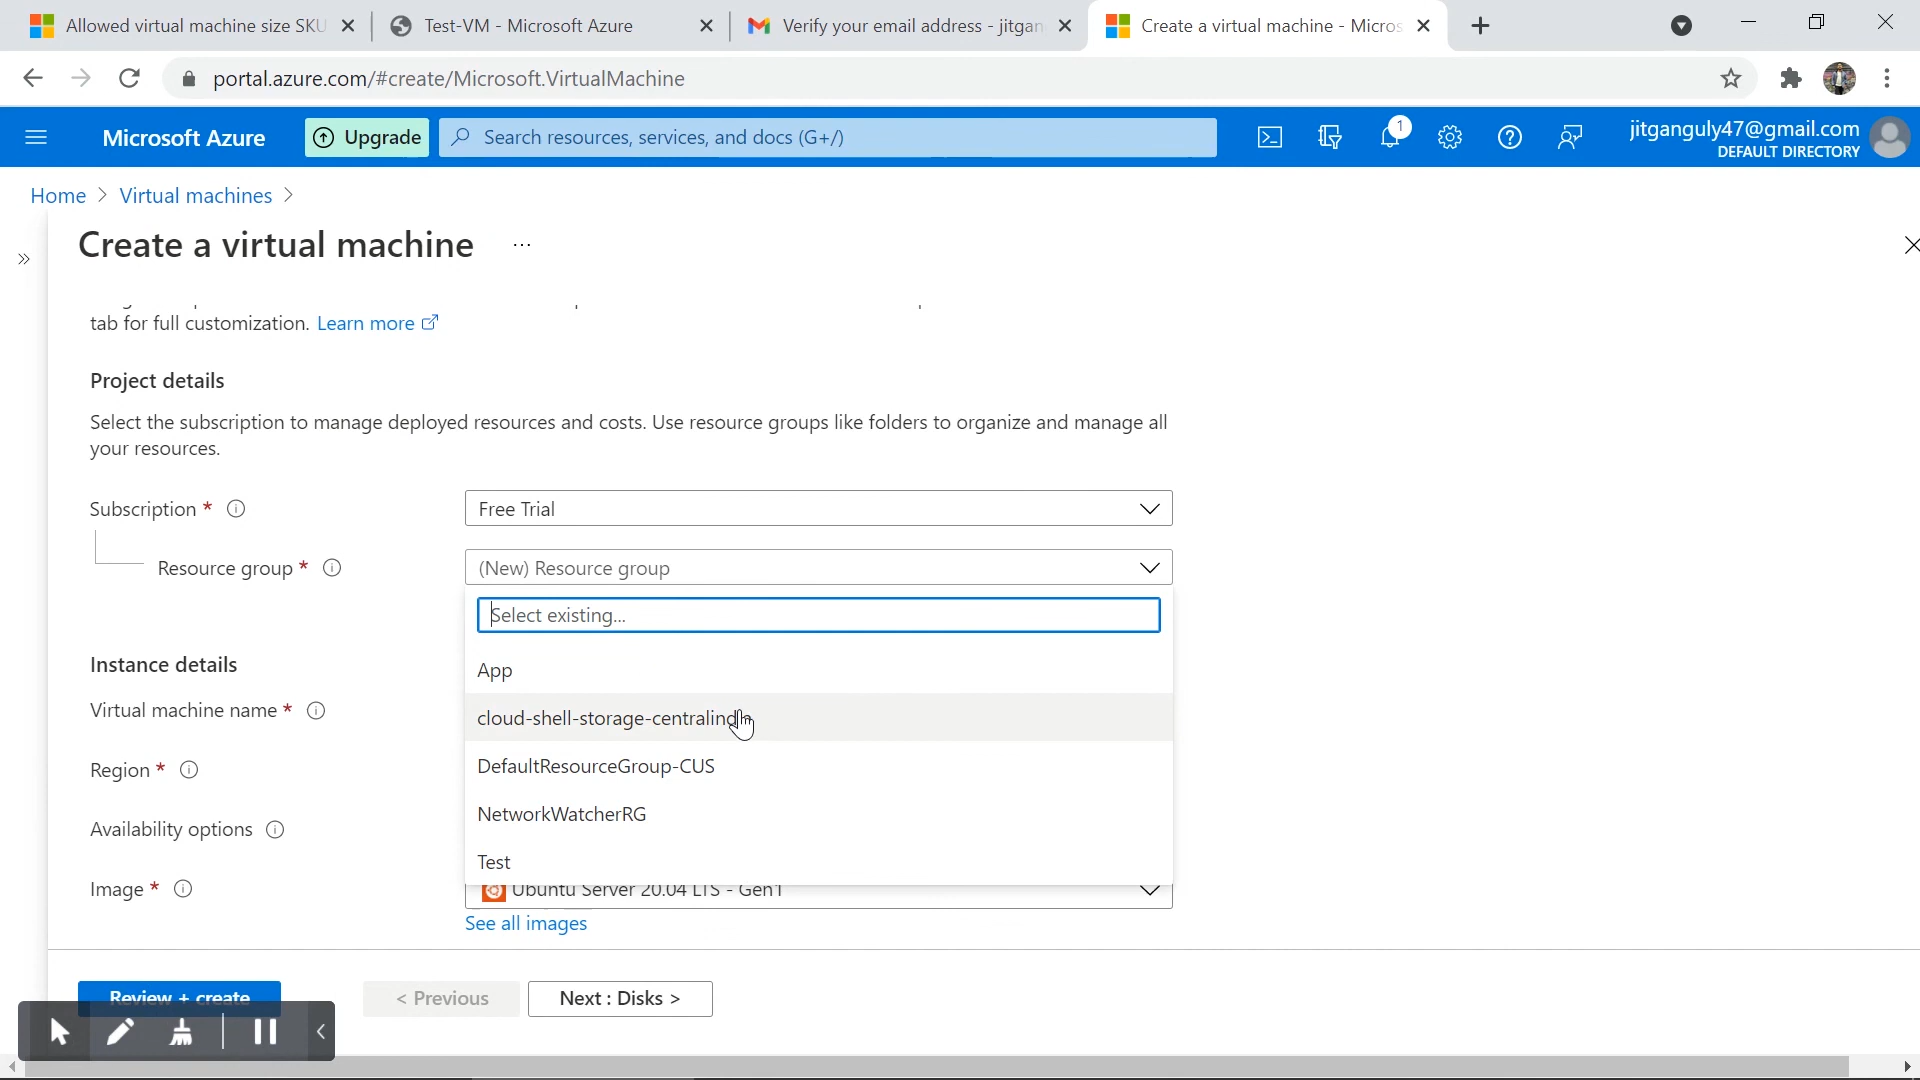 Allowed virtual machine size SKU
Test-VM - Microsoft Azure
Verify your email address - jitgan
Create a virtual machine - Micros
portal.azure.com/#create/Microsoft.VirtualMachine
Microsoft Azure
Upgrade
Search resources, services, and docs (G+/)
1
jitganguly47@gmail.com
DEFAULT DIRECTORY
Home > Virtual machines >
Create a virtual machine
...
tab for full customization. Learn more
Project details
Select the subscription to manage deployed resources and costs. Use resource groups like folders to organize and manage all
your resources.
Subscription *
Free Trial
Resource group *
(New) Resource group
Select existing...
App
cloud-shell-storage-centralindia
DefaultResourceGroup-CUS
NetworkWatcherRG
Test
Instance details
Virtual machine name *
Region *
Availability options
Image *
Ubuntu Server 20.04 LTS - Gen1
See all images
Review + create
< Previous
Next : Disks >